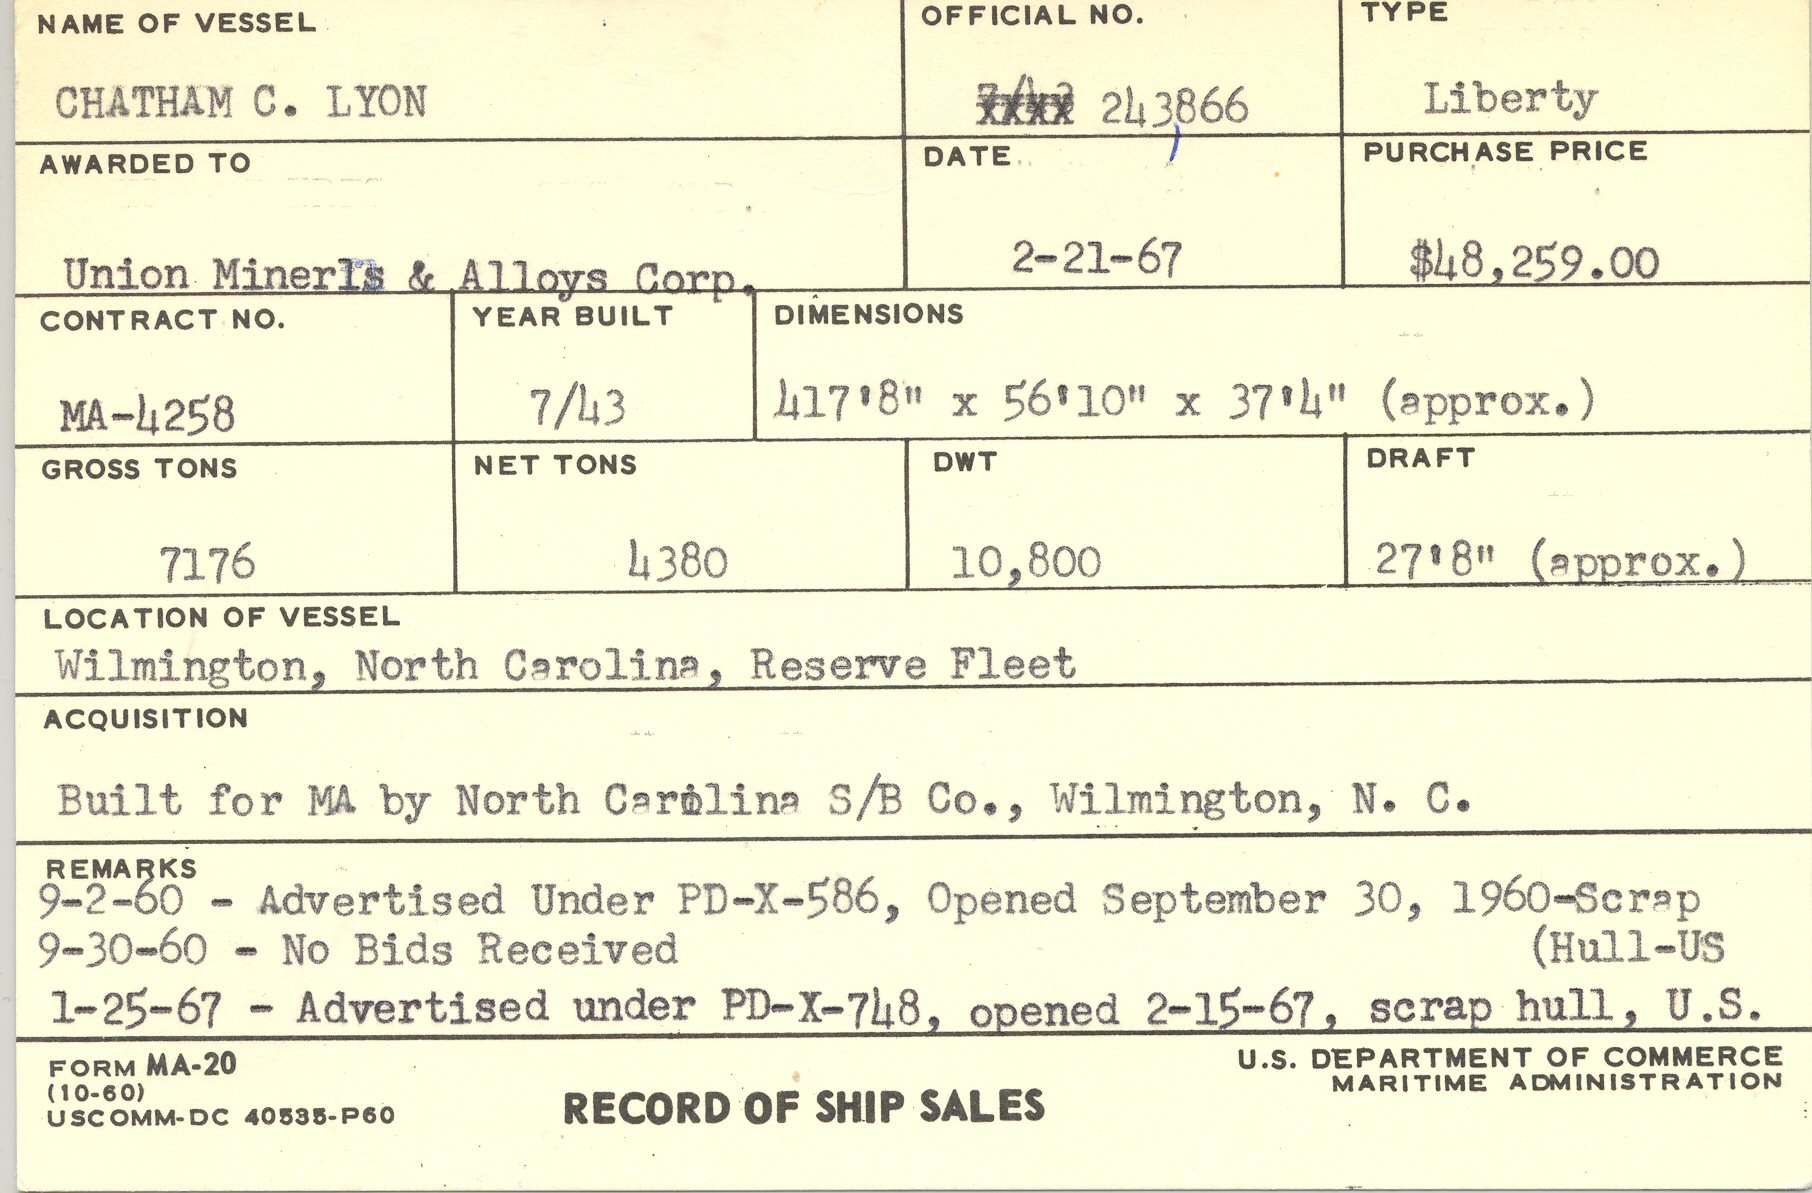 NAME OF VESSEL
OFFICIAL NO.
TYPE
CHATHAM C. LYON
243866
Liberty
AWARDED TO
DATE
PURCHASE PRICE
Union Minerls & Alloys Corp.
2-21-67
$48,259.00
CONTRACT NO.
YEAR BUILT
DIMENSIONS
MA-4258
7/43
417'8" x 56'10" x 37'4" (approx.)
GROSS TONS
NET TONS
DWT
DRAFT
7176
4380
10,800
27'8" (approx.)
LOCATION OF VESSEL
Wilmington, North Carolina, Reserve Fleet
ACQUISITION
Built for MA by North Carolina S/B Co., Wilmington, N. C.
REMARKS
9-2-60 - Advertised Under PD-X-586, Opened September 30, 1960-Scrap
9-30-60 - No Bids Received (Hull-US
1-25-67 - Advertised under PD-X-748, opened 2-15-67, scrap hull, U.S.
FORM MA-20
(10-60)
USCOMM-DC 40535-P60
RECORD OF SHIP SALES
U.S. DEPARTMENT OF COMMERCE
MARITIME ADMINISTRATION